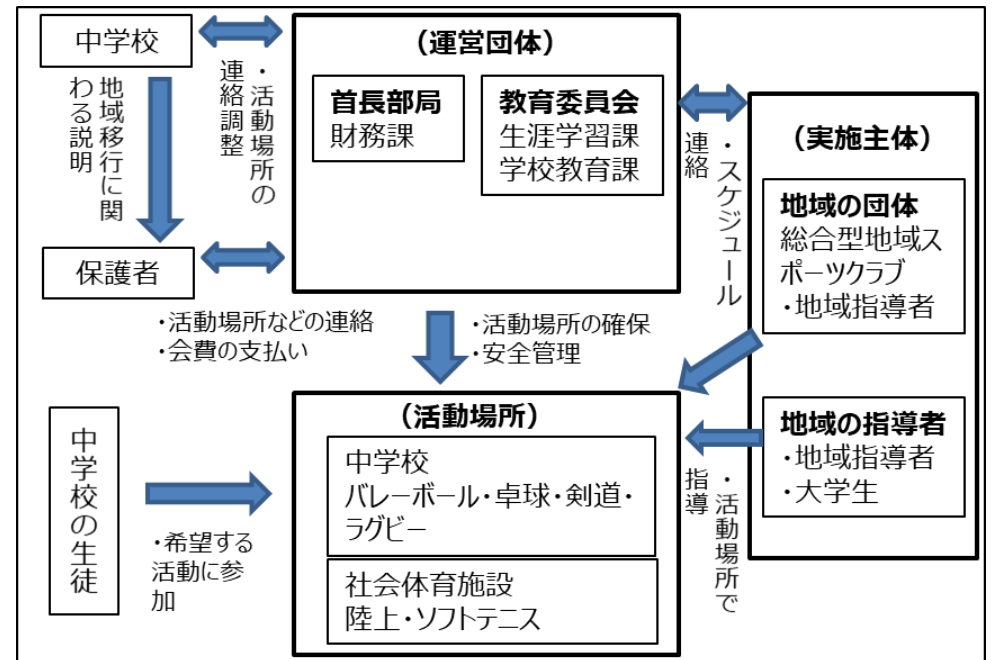 中学校
地域移行に関
わる説明
・活動場所の
連絡調整
保護者
(運営団体)
首長部局
財務課
教育委員会
生涯学習課
学校教育課
・スケジュール
連絡
(実施主体)
地域の団体
総合型地域ス
ポーツクラブ
・地域指導者
地域の指導者
・地域指導者
・大学生
・活動場所などの連絡
・会費の支払い
・活動場所の確保
・安全管理
中学校の生徒
・希望する
活動に参
加
(活動場所)
中学校
バレーボール・卓球・剣道・
ラグビー
社会体育施設
陸上・ソフトテニス
・活動場所で
指導